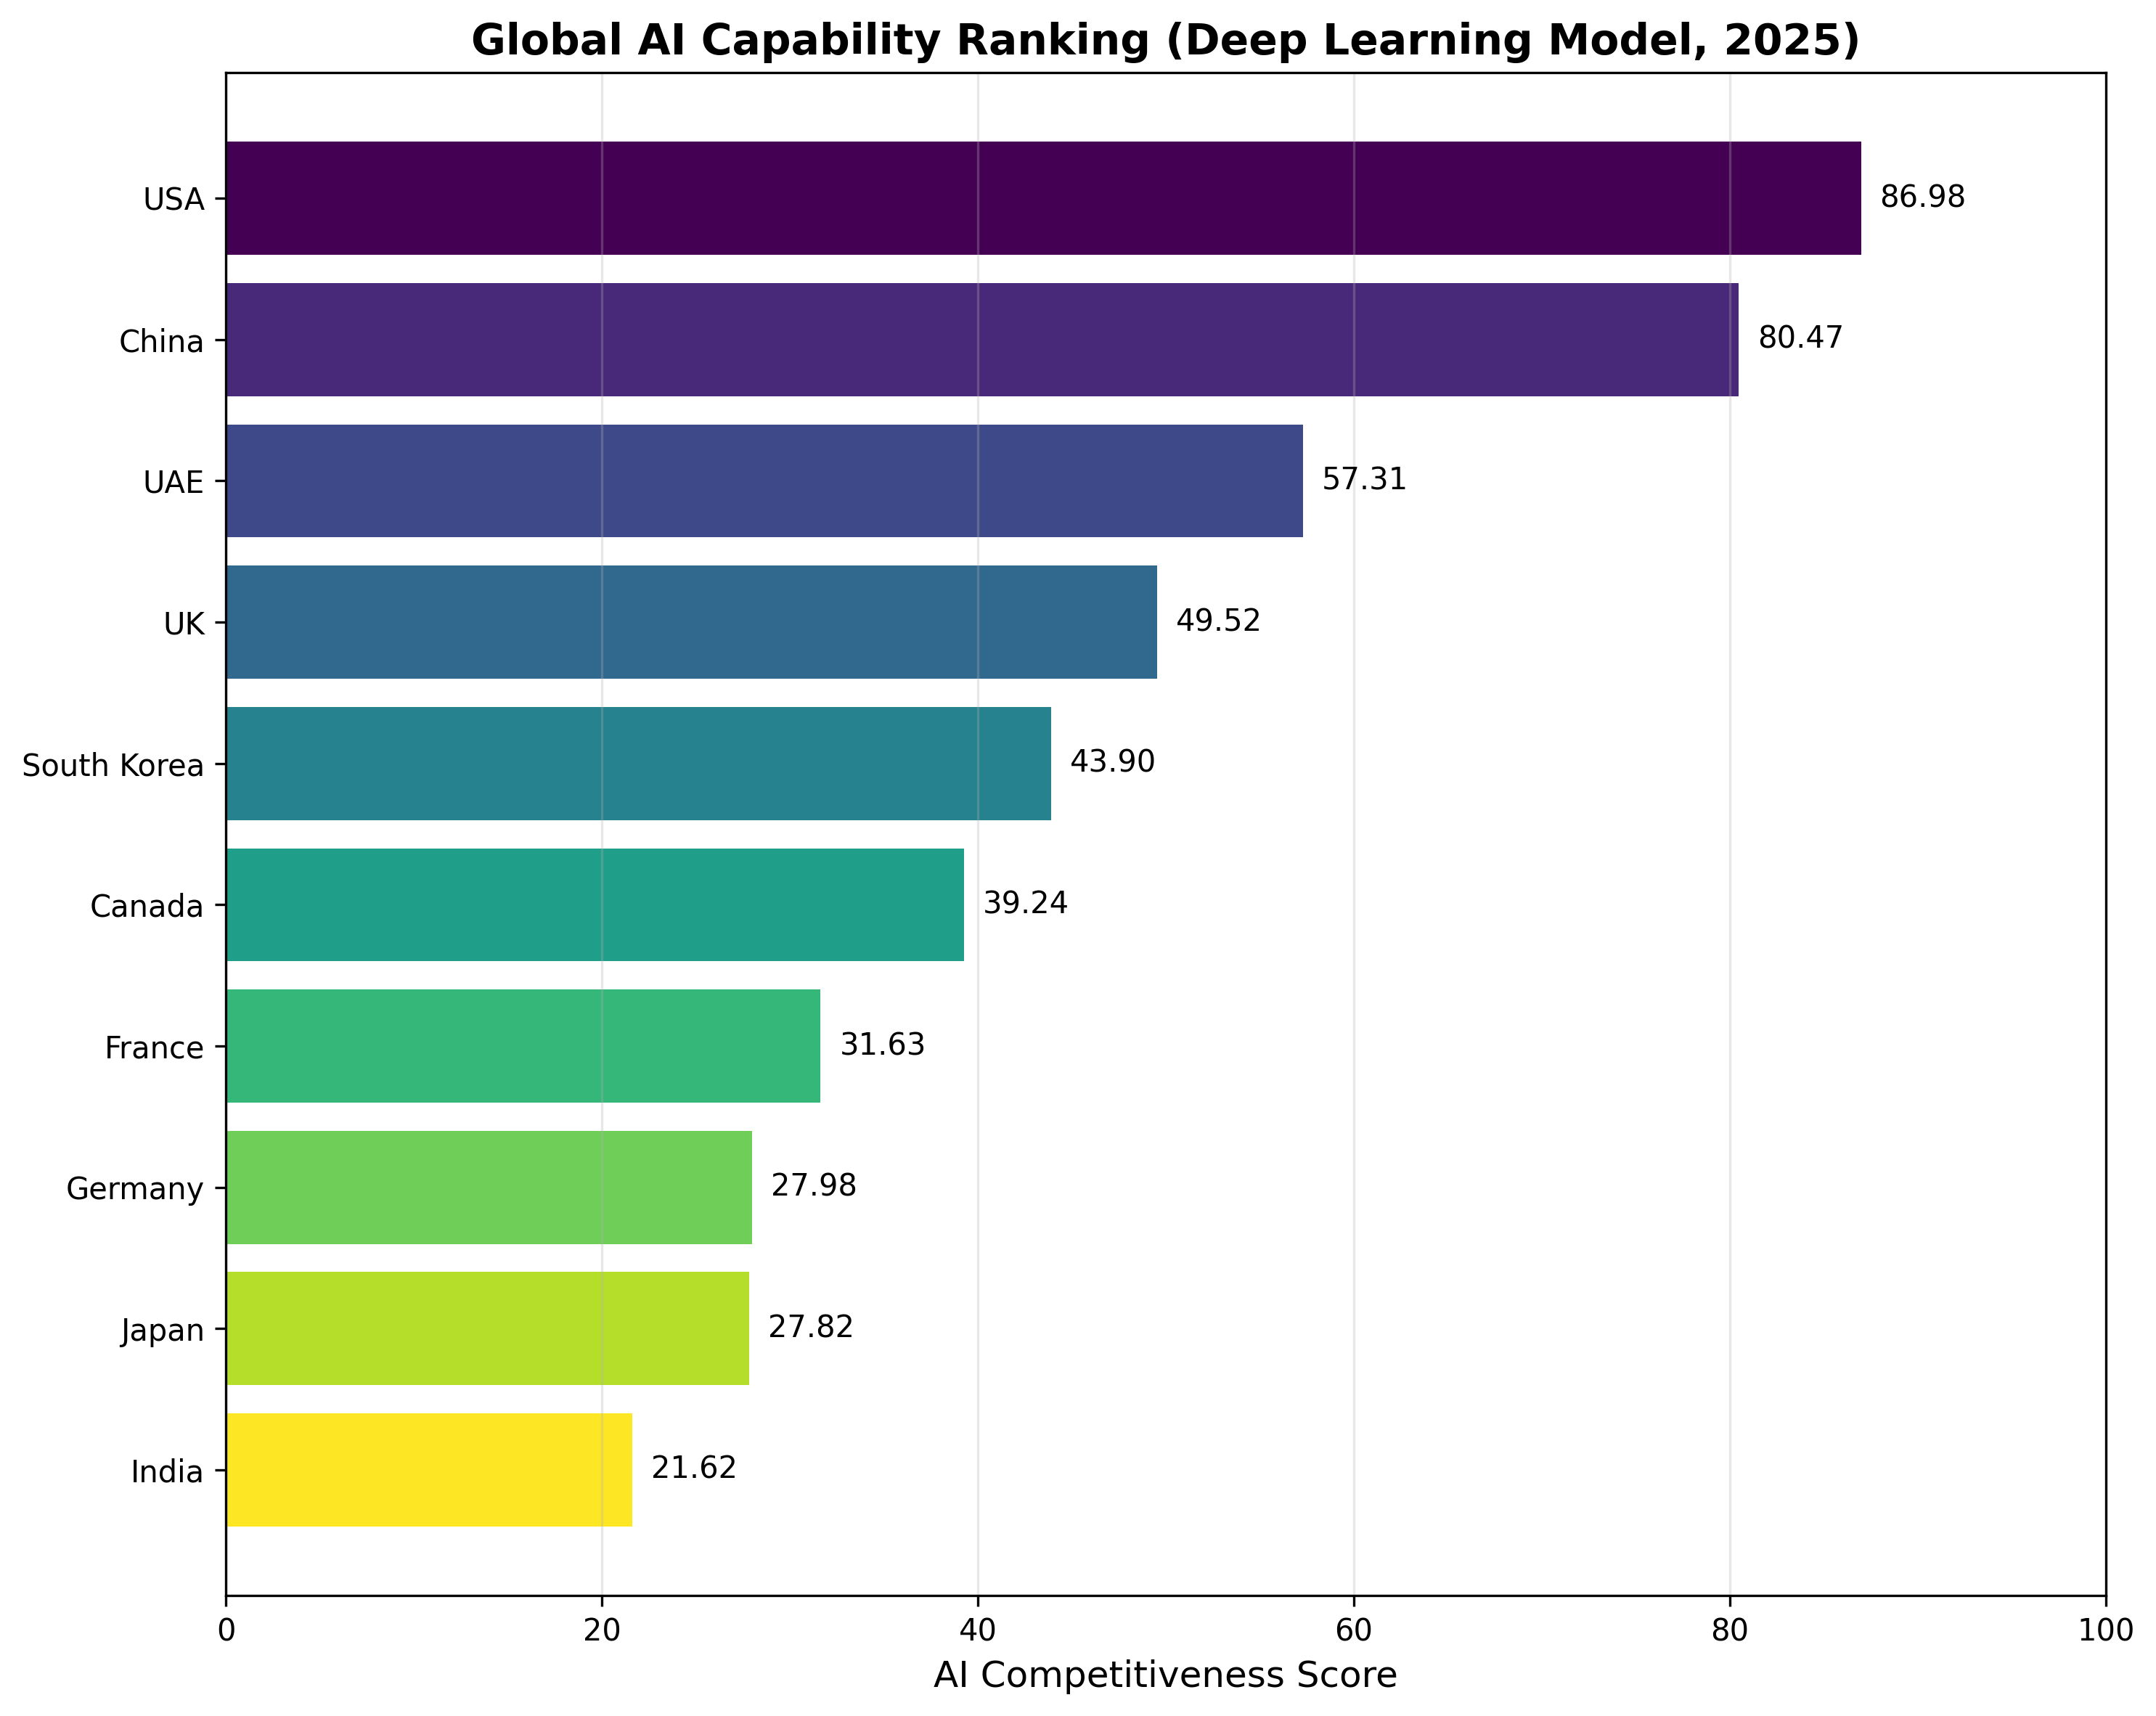 Global AI Capability Ranking (Deep Learning Model, 2025)
USA 86.98
China 80.47
UAE 57.31
UK 49.52
South Korea 43.90
Canada 39.24
France 31.63
Germany 27.98
Japan 27.82
India 21.62
0 20 40 60 80 100
AI Competitiveness Score